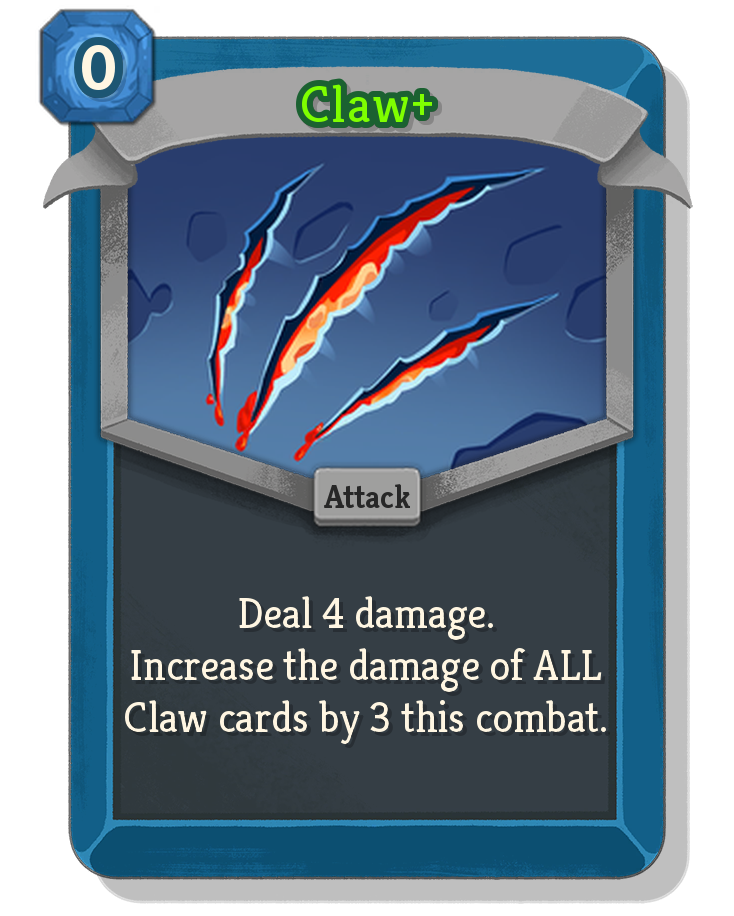 0
Claw+
Attack
Deal 4 damage.
Increase the damage of ALL
Claw cards by 3 this combat.